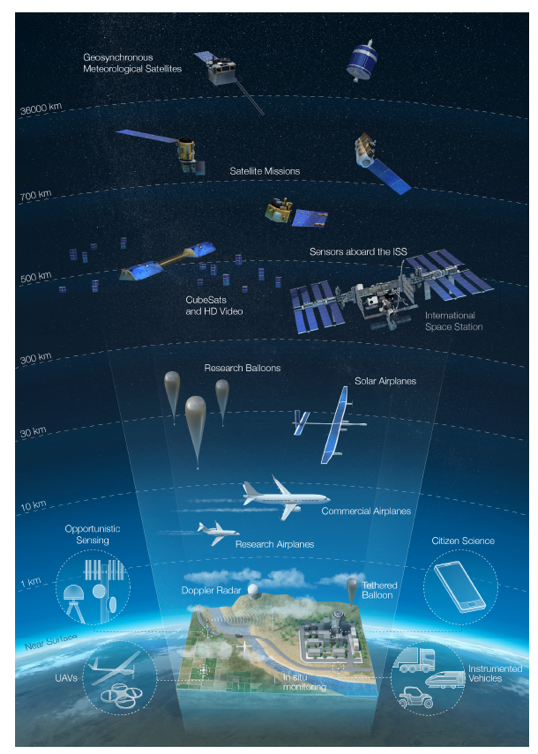 Geosynchronous
Meteorological Satellites
36000 km
Satellite Missions
700 km
Sensors aboard the ISS
500 km
CubeSats
and HD Video
International
Space Station
300 km
Research Balloons
Solar Airplanes
30 km
10 km
Commercial Airplanes
Opportunistic
Sensing
Research Airplanes
Citizen Science
1 km
Doppler Radar
Tethered
Balloon
Near Surface
UAVs
In situ
monitoring
Instrumented
Vehicles